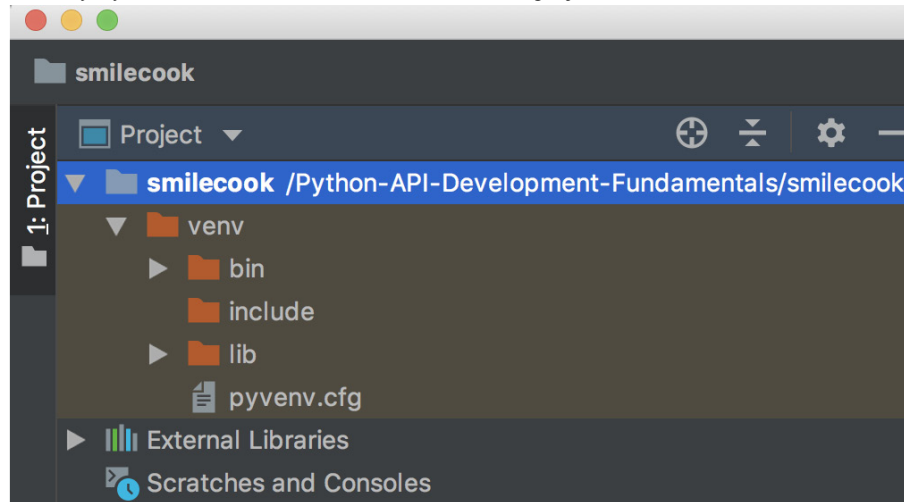 smilecook
1: Project
Project
smilecook /Python-API-Development-Fundamentals/smilecook
venv
bin
include
lib
pyvenv.cfg
External Libraries
Scratches and Consoles